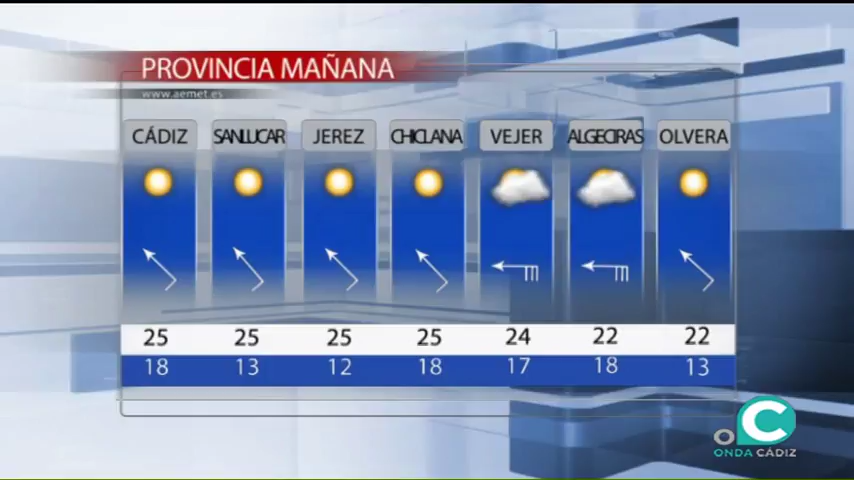 PROVINCIA MAÑANA
www.aemet.es
CÁDIZ SANLUCAR JEREZ CHICLANA VEJER ALGECIRAS OLVERA
25 25 25 25 24 22 22
18 13 12 18 17 18 13
O C
ONDA CÁDIZ